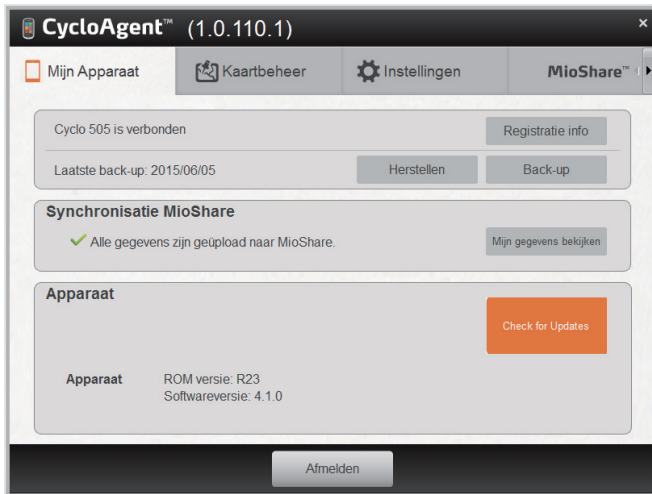 CycloAgent™ (1.0.110.1)
Mijn Apparaat
Kaartbeheer
Instellingen
MioShare™
Cyclo 505 is verbonden
Registratie info
Laatste back-up: 2015/06/05
Herstellen
Back-up
Synchronisatie MioShare
Alle gegevens zijn geüpload naar MioShare.
Mijn gegevens bekijken
Apparaat
Check for Updates
Apparaat ROM versie: R23
Softwareversie: 4.1.0
Afmelden